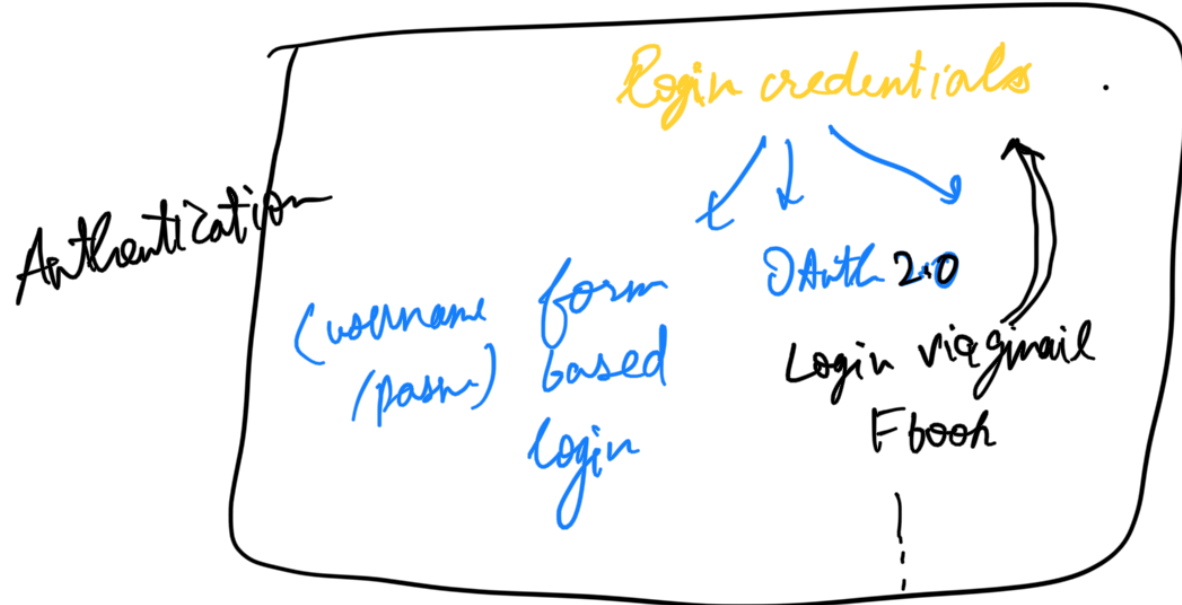 Login credentials
Authentication
OAuth 2.0
(username form
/passw) based
login
Login via gmail
Fbook